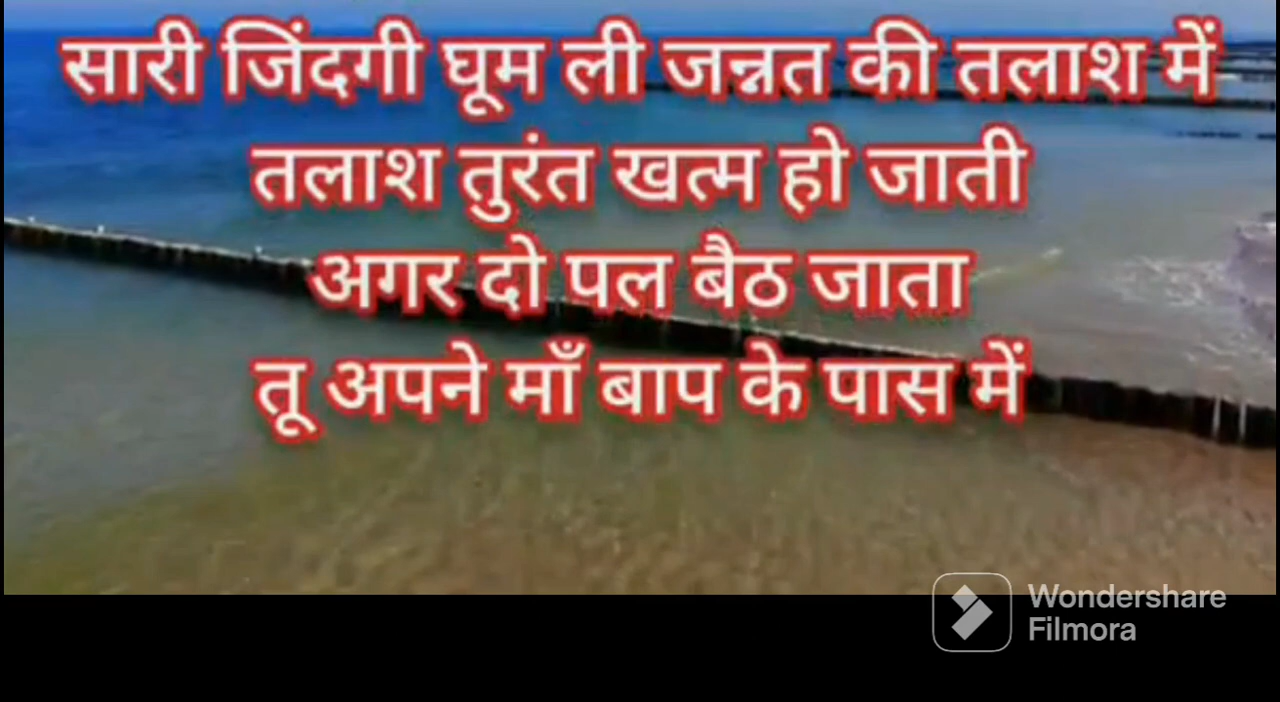 सारी जिंदगी घूम ली जन्नत की तलाश में
तलाश तुरंत खत्म हो जाती
अगर दो पल बैठ जाता
तू अपने माँ बाप के पास में
Wondershare
Filmora